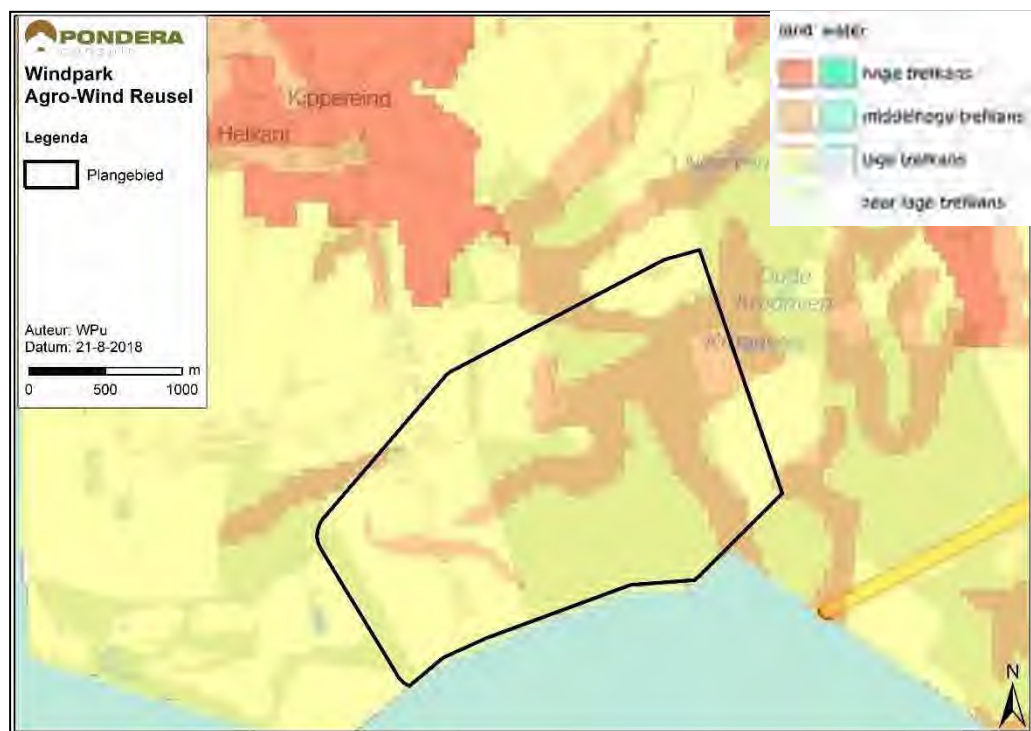 PONDERA
Windpark
Agro-Wind Reusel
Legenda
Plangebied
Auteur: WPu
Datum: 21-8-2018
0 500 1000 m
land water
hoge trefkans
middelhoge trefkans
lage trefkans
zeer lage trefkans
Kippereind
Helkant
Oude
N